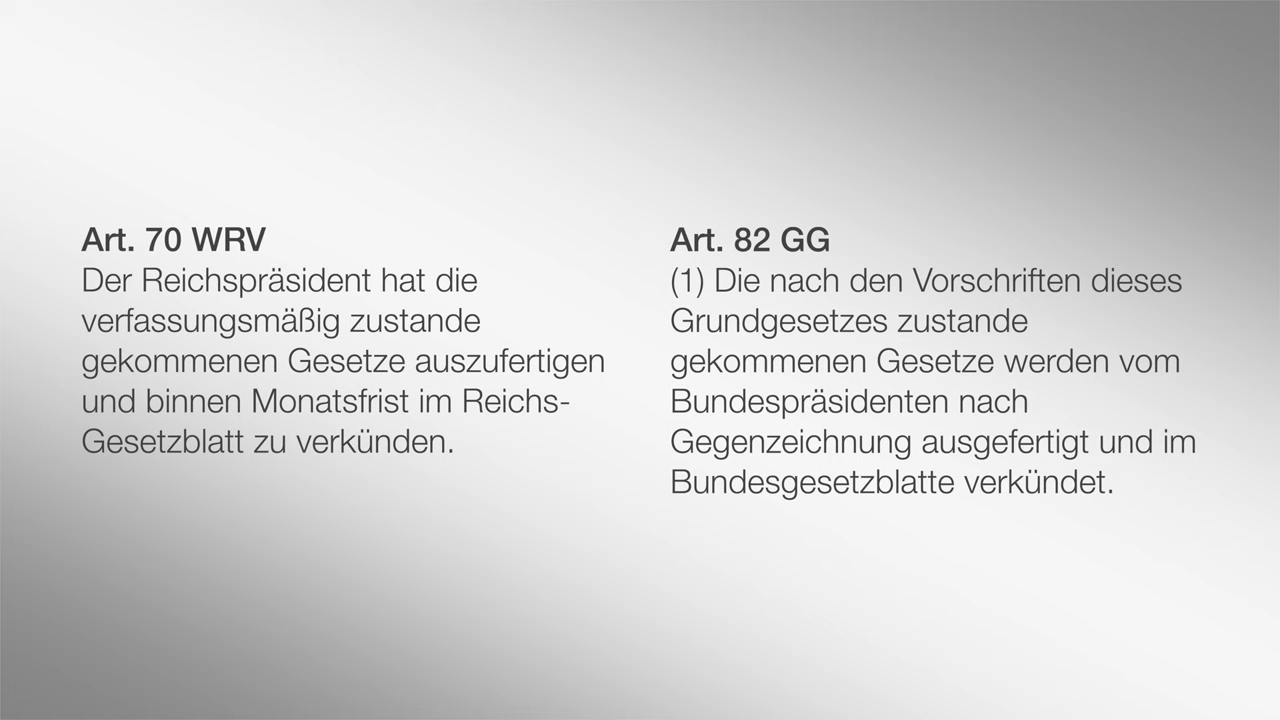 Art. 70 WRV
Der Reichspräsident hat die
verfassungsmäßig zustande
gekommenen Gesetze auszufertigen
und binnen Monatsfrist im Reichs-
Gesetzblatt zu verkünden.
Art. 82 GG
(1) Die nach den Vorschriften dieses
Grundgesetzes zustande
gekommenen Gesetze werden vom
Bundespräsidenten nach
Gegenzeichnung ausgefertigt und im
Bundesgesetzblatte verkündet.